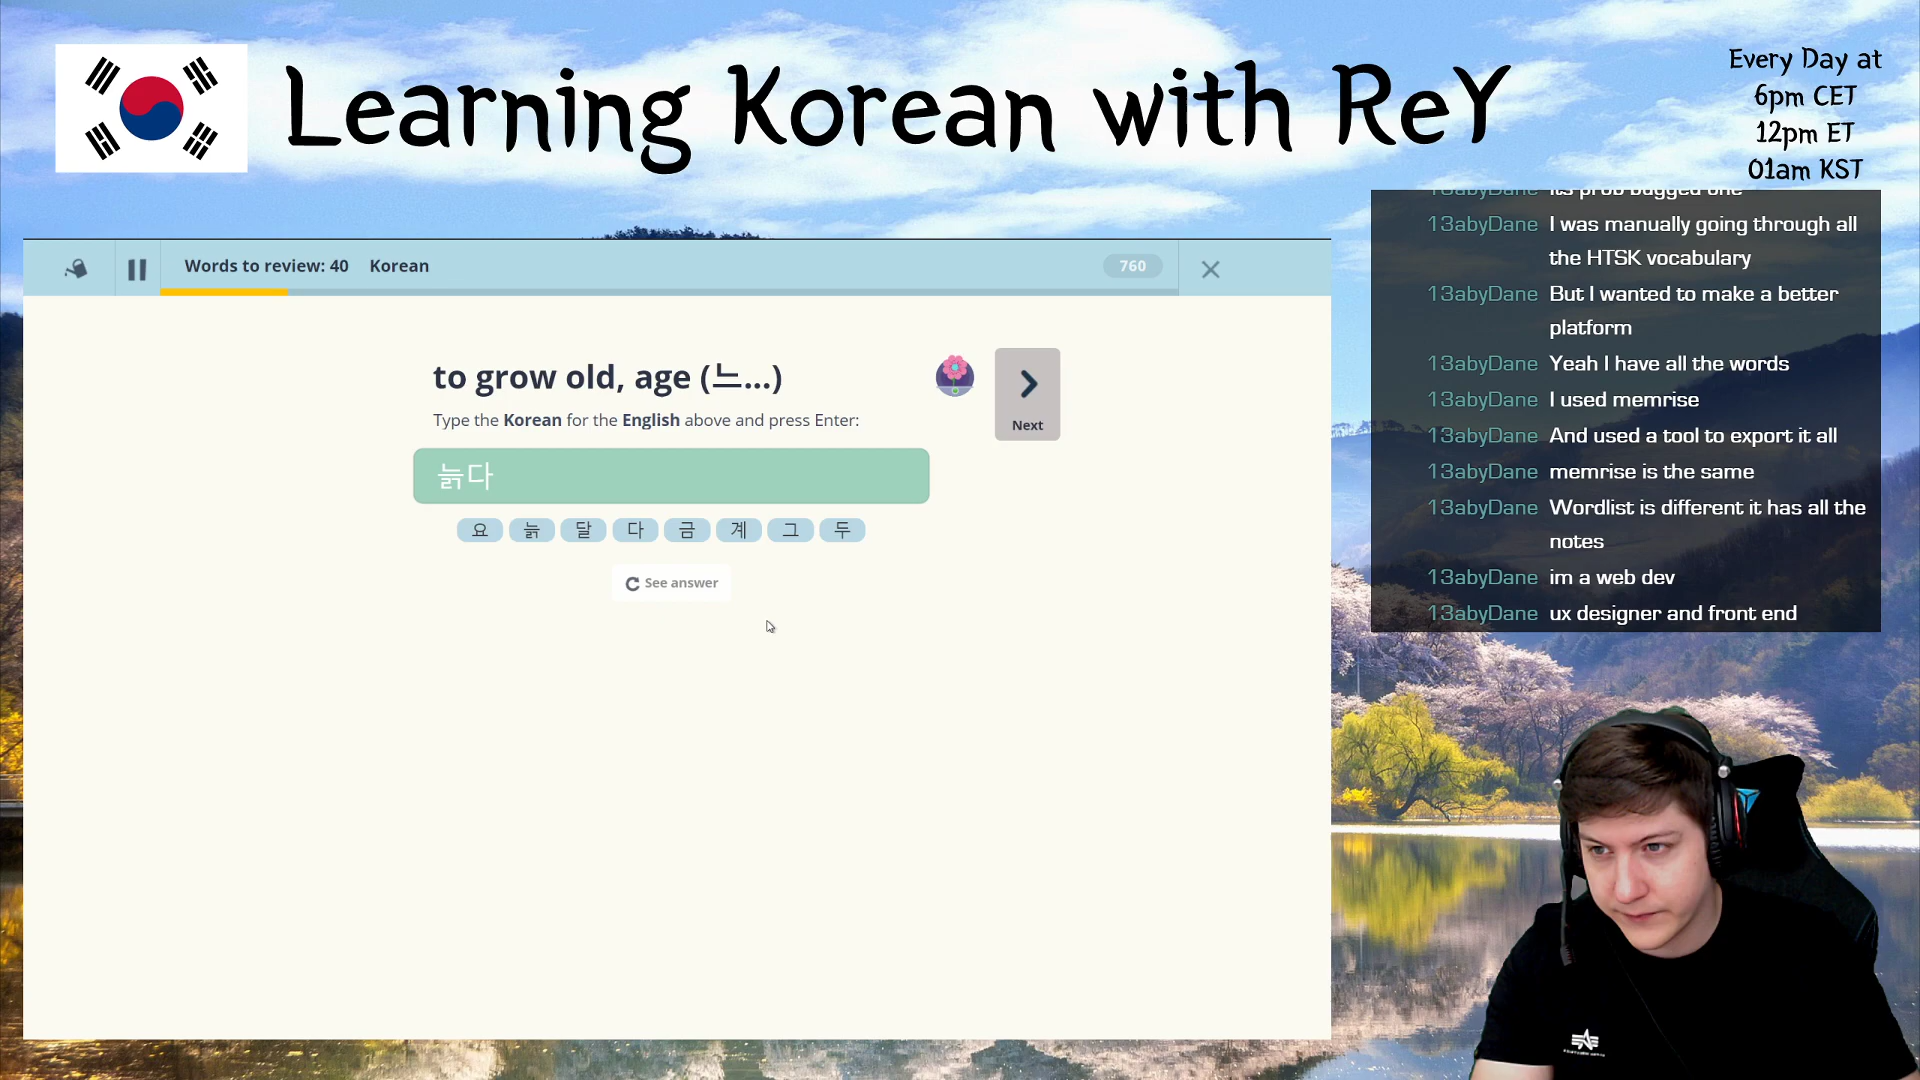 Learning Korean with ReY
Every Day at
6pm CET
12pm ET
01am KST
13abyDane its prob bugged one
13abyDane I was manually going through all
the HTSK vocabulary
13abyDane But I wanted to make a better
platform
13abyDane Yeah I have all the words
13abyDane I used memrise
13abyDane And used a tool to export it all
13abyDane memrise is the same
13abyDane Wordlist is different it has all the
notes
13abyDane im a web dev
13abyDane ux designer and front end
Words to review: 40 Korean
760
to grow old, age (느...)
Type the Korean for the English above and press Enter:
Next
늙다
요 늙 달 다 금 계 그 두
See answer